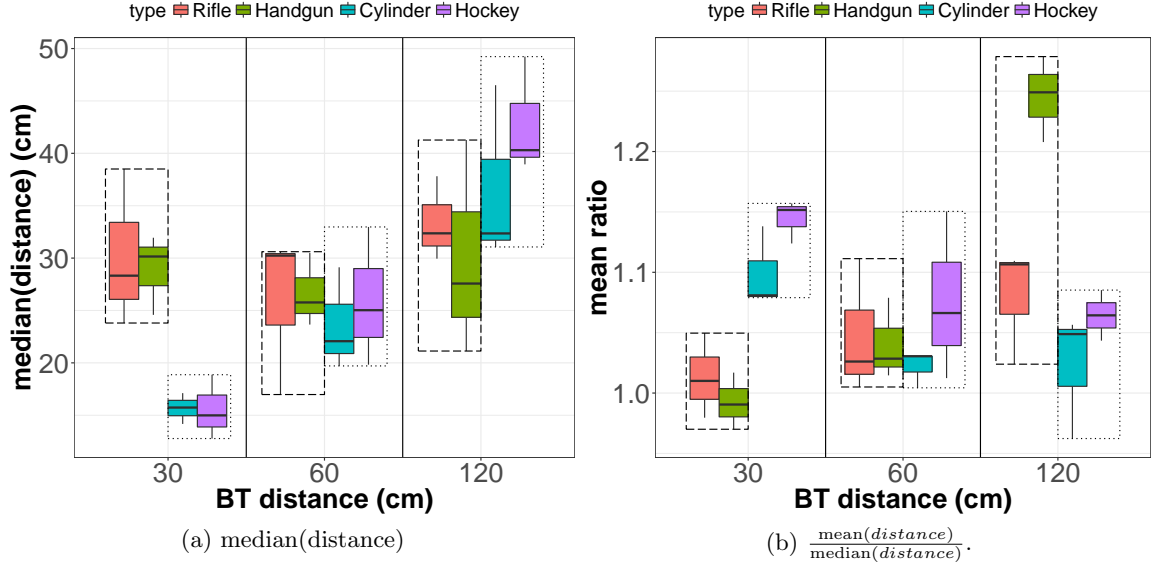 type Rifle Handgun Cylinder Hockey
50
40
30
20
median(distance) (cm)
30 60 120
BT distance (cm)
(a) median(distance)
type Rifle Handgun Cylinder Hockey
1.2
1.1
1.0
mean ratio
30 60 120
BT distance (cm)
(b) mean(distance)
median(distance).